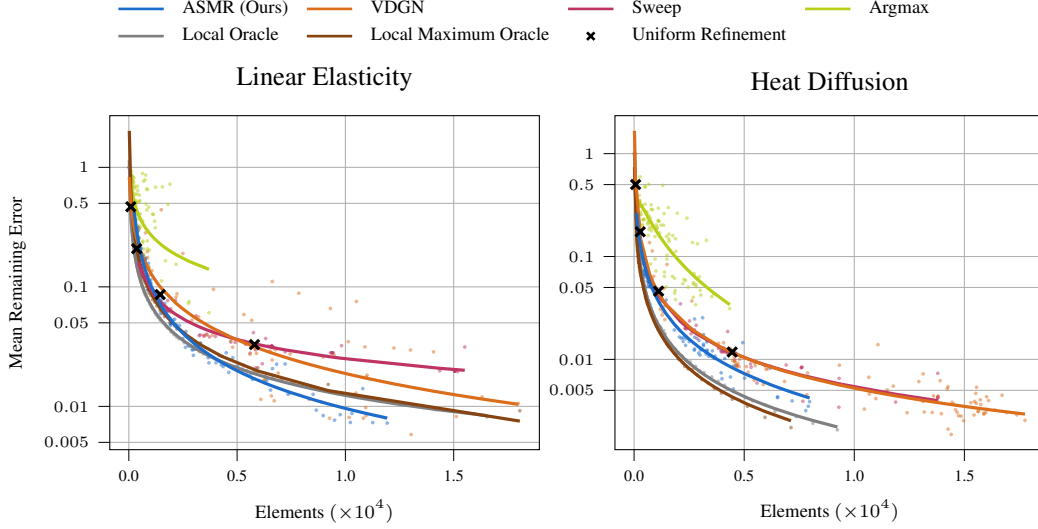 ASMR (Ours) VDGN Sweep Argmax
Local Oracle Local Maximum Oracle Uniform Refinement
Linear Elasticity Heat Diffusion
Mean Remaining Error
1
0.5
0.1
0.05
0.01
0.005
1
0.5
0.1
0.05
0.01
0.005
0.0 0.5 1.0 1.5
0.0 0.5 1.0 1.5
Elements (×10⁴) Elements (×10⁴)